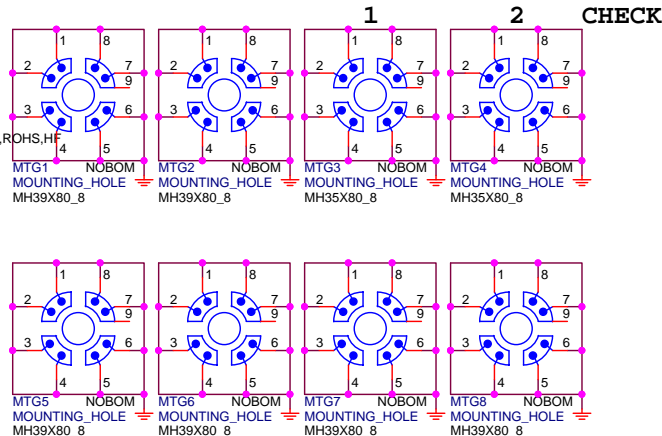 1 2 CHECK
1 8 1 8 1 8 1 8
2 7 2 7 2 7 2 7
9 9 9 9
3 6 3 6 3 6 3 6
,ROHS,HF
4 5 4 5 4 5 4 5
MTG1 NOBOM MTG2 NOBOM MTG3 NOBOM MTG4 NOBOM
MOUNTING_HOLE MOUNTING_HOLE MOUNTING_HOLE MOUNTING_HOLE
MH39X80_8 MH39X80_8 MH35X80_8 MH35X80_8
1 8 1 8 1 8 1 8
2 7 2 7 2 7 2 7
9 9 9 9
3 6 3 6 3 6 3 6
4 5 4 5 4 5 4 5
MTG5 NOBOM MTG6 NOBOM MTG7 NOBOM MTG8 NOBOM
MOUNTING_HOLE MOUNTING_HOLE MOUNTING_HOLE MOUNTING_HOLE
MH39X80_8 MH39X80_8 MH39X80_8 MH39X80_8